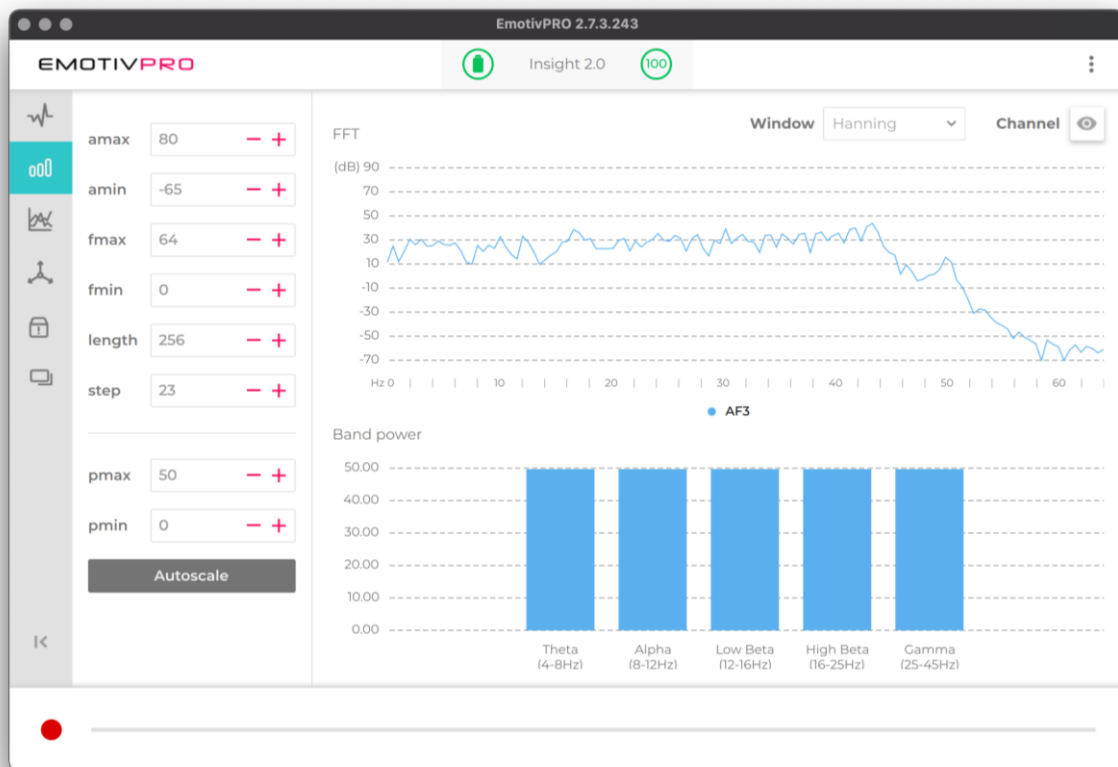 EmotivPRO 2.7.3.243
EMOTIVPRO
Insight 2.0
100
amax 80
amin -65
fmax 64
fmin 0
length 256
step 23
pmax 50
pmin 0
Autoscale
FFT
Window Hanning
Channel
(dB) 90
70
50
30
10
-10
-30
-50
-70
Hz 0 10 20 30 40 50 60
AF3
Band power
50.00
40.00
30.00
20.00
10.00
0.00
Theta Alpha Low Beta High Beta Gamma
(4-8Hz) (8-12Hz) (12-16Hz) (16-25Hz) (25-45Hz)